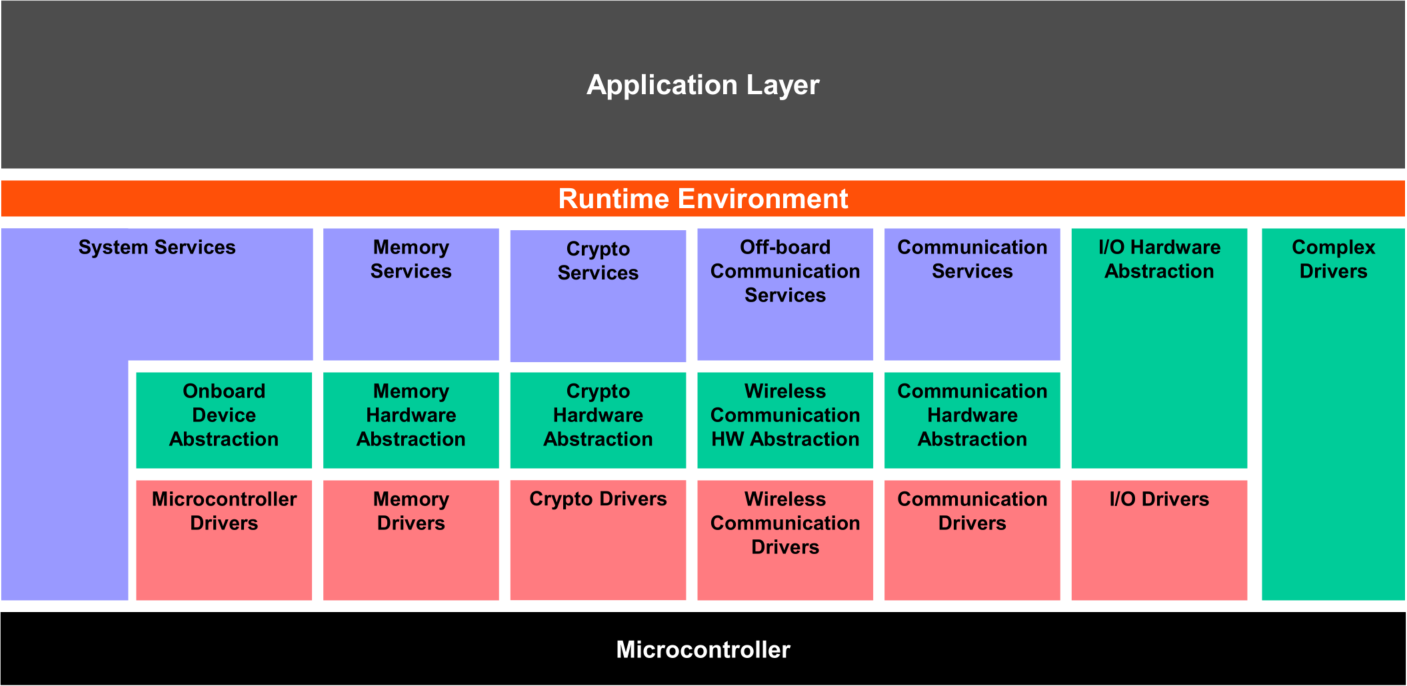 Application Layer
Runtime Environment
System Services
Memory
Services
Crypto
Services
Off-board
Communication
Services
Communication
Services
I/O Hardware
Abstraction
Complex
Drivers
Onboard
Device
Abstraction
Memory
Hardware
Abstraction
Crypto
Hardware
Abstraction
Wireless
Communication
HW Abstraction
Communication
Hardware
Abstraction
Microcontroller
Drivers
Memory
Drivers
Crypto Drivers
Wireless
Communication
Drivers
Communication
Drivers
I/O Drivers
Microcontroller